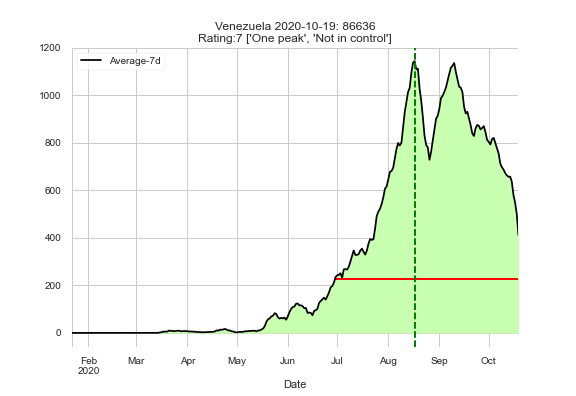 Venezuela 2020-10-19: 86636
Rating:7 ['One peak', 'Not in control']
Average-7d
1200
1000
800
600
400
200
0
Feb Mar Apr May Jun Jul Aug Sep Oct
2020
Date